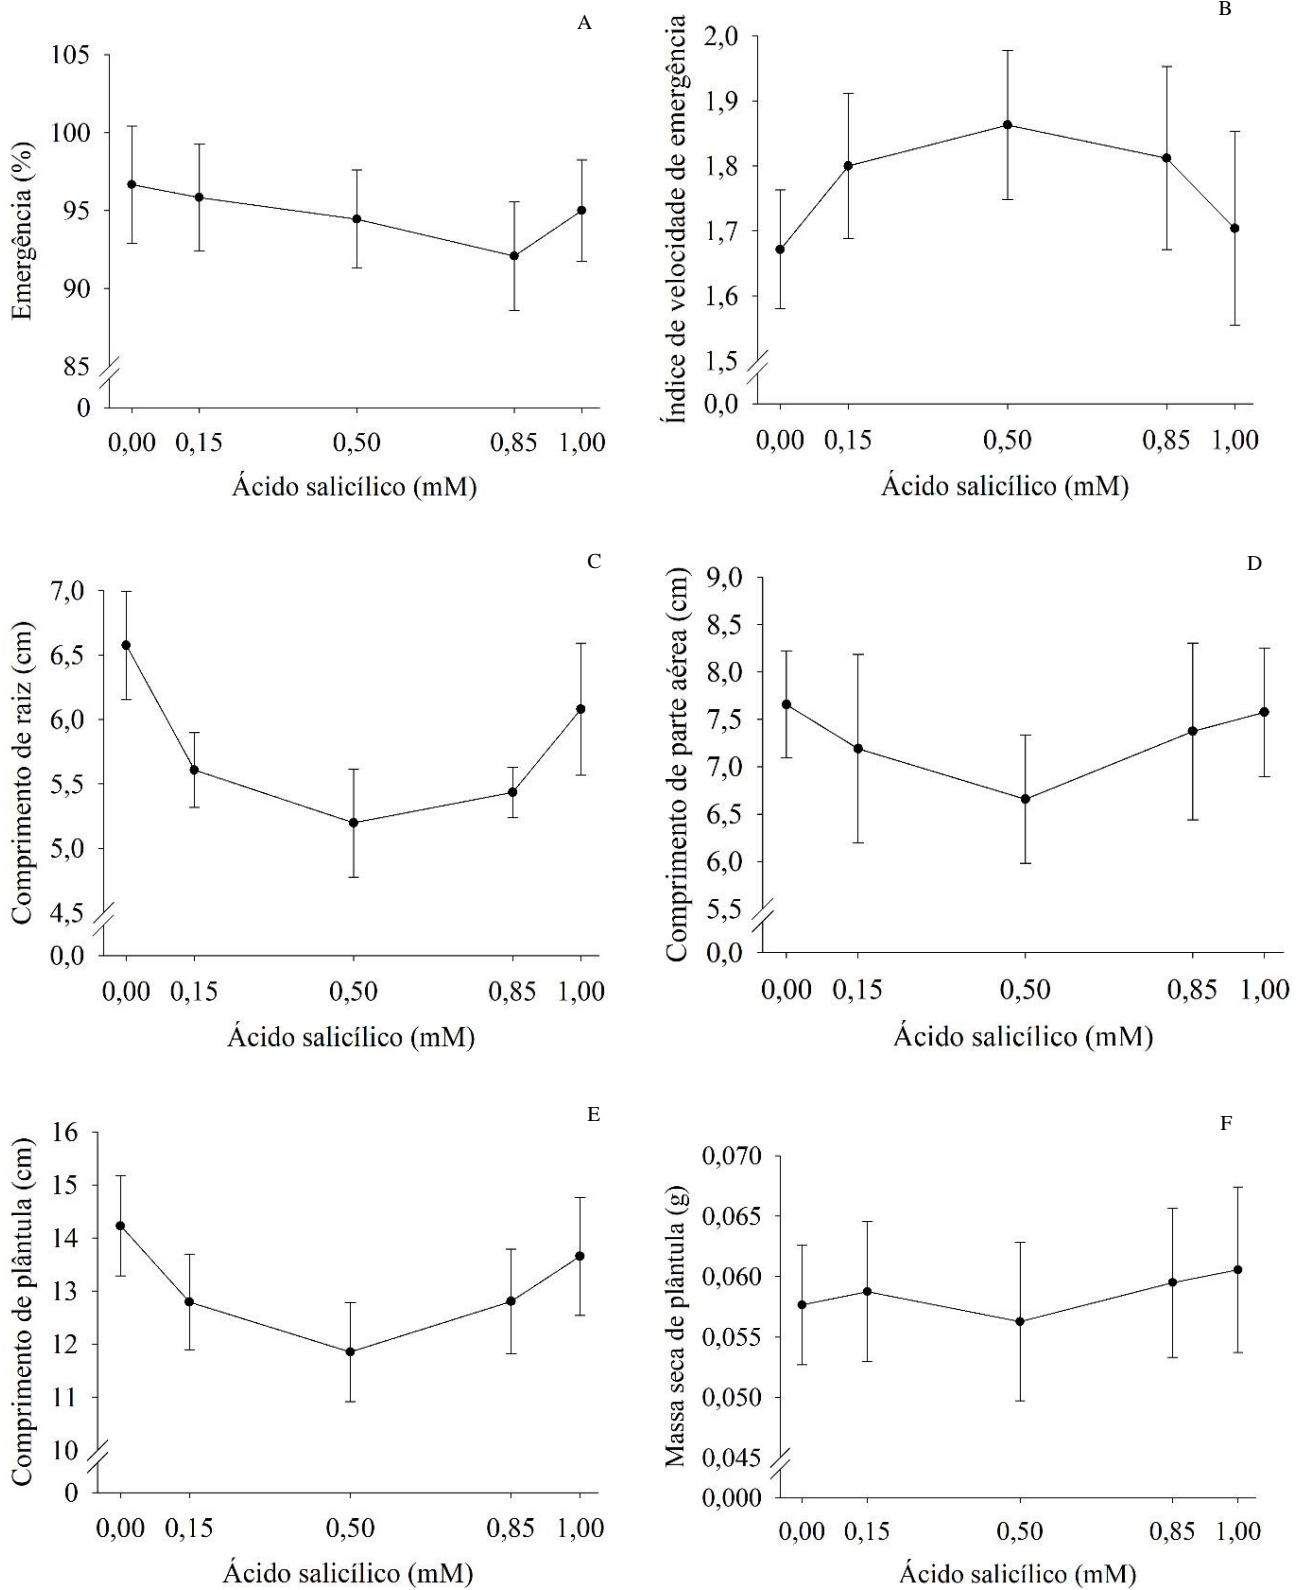 A
Emergência (%)
105
100
95
90
85
0
0,00 0,15 0,50 0,85 1,00
Ácido salicílico (mM)
B
Índice de velocidade de emergência
2,0
1,9
1,8
1,7
1,6
1,5
0,0
0,00 0,15 0,50 0,85 1,00
Ácido salicílico (mM)
C
Comprimento de raiz (cm)
7,0
6,5
6,0
5,5
5,0
4,5
0,0
0,00 0,15 0,50 0,85 1,00
Ácido salicílico (mM)
D
Comprimento de parte aérea (cm)
9,0
8,5
8,0
7,5
7,0
6,5
6,0
5,5
0,0
0,00 0,15 0,50 0,85 1,00
Ácido salicílico (mM)
E
Comprimento de plântula (cm)
16
15
14
13
12
11
10
0
0,00 0,15 0,50 0,85 1,00
Ácido salicílico (mM)
F
Massa seca de plântula (g)
0,070
0,065
0,060
0,055
0,050
0,045
0,000
0,00 0,15 0,50 0,85 1,00
Ácido salicílico (mM)